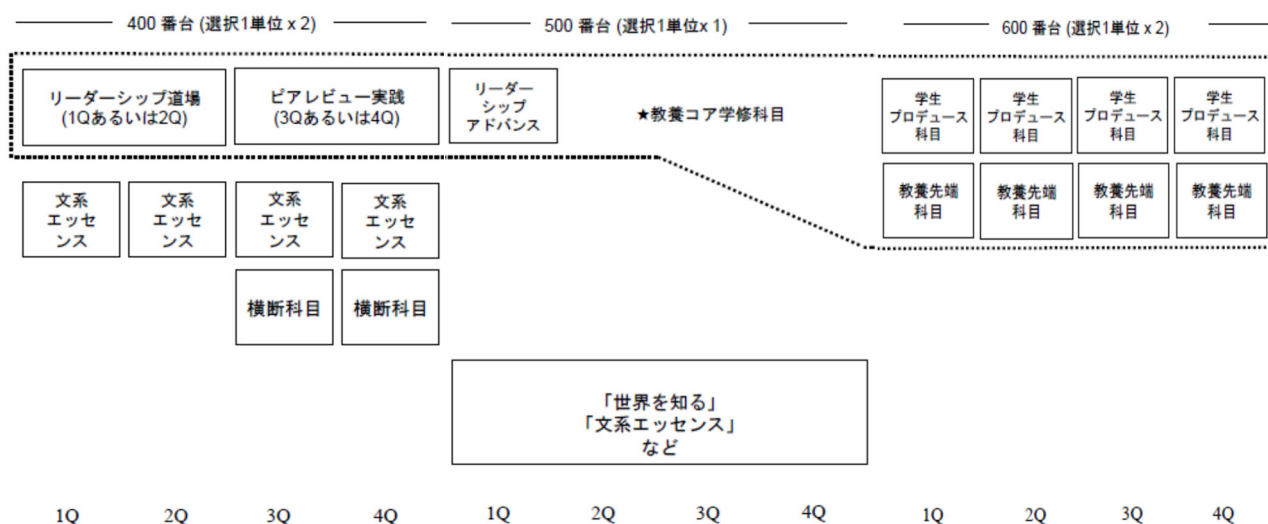 400 番台 (選択1単位 x 2)
500 番台 (選択1単位x 1)
600 番台 (選択1単位 x 2)
リーダーシップ道場
(1Qあるいは2Q)
ピアレビュー実践
(3Qあるいは4Q)
リーダー
シップ
アドバンス
★教養コア学修科目
学生
プロデュース
科目
学生
プロデュース
科目
学生
プロデュース
科目
学生
プロデュース
科目
文系
エッセ
ンス
文系
エッセ
ンス
文系
エッセ
ンス
文系
エッセ
ンス
教養先端
科目
教養先端
科目
教養先端
科目
教養先端
科目
横断科目
横断科目
「世界を知る」
「文系エッセンス」
など
1Q
2Q
3Q
4Q
1Q
2Q
3Q
4Q
1Q
2Q
3Q
4Q